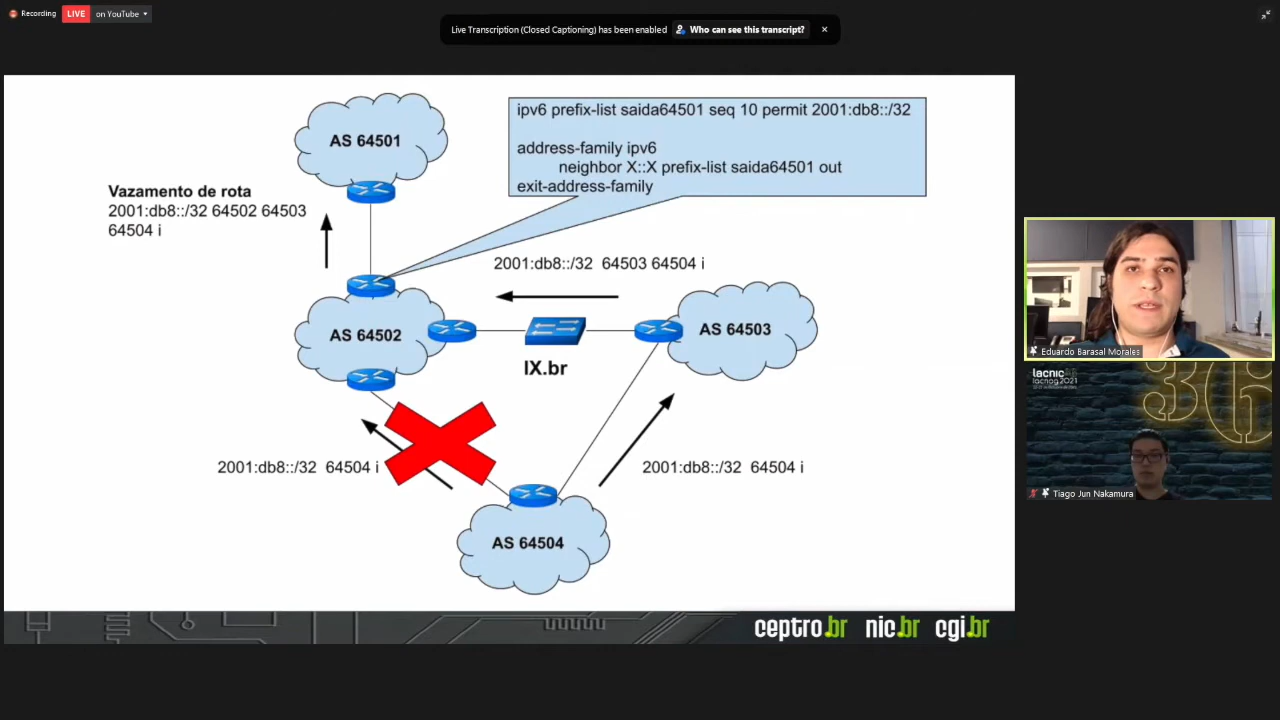 Recording
LIVE
on YouTube
Live Transcription (Closed Captioning) has been enabled
Who can see this transcript?
AS 64501
ipv6 prefix-list saida64501 seq 10 permit 2001:db8::/32
address-family ipv6
neighbor X::X prefix-list saida64501 out
exit-address-family
Vazamento de rota
2001:db8::/32 64502 64503
64504 i
2001:db8::/32 64503 64504 i
AS 64502
AS 64503
IX.br
2001:db8::/32 64504 i
2001:db8::/32 64504 i
AS 64504
ceptro.br nic.br cgi.br
Eduardo Barasal Morales
lacnic
lacnog 2021
36
Tiago Jun Nakamura